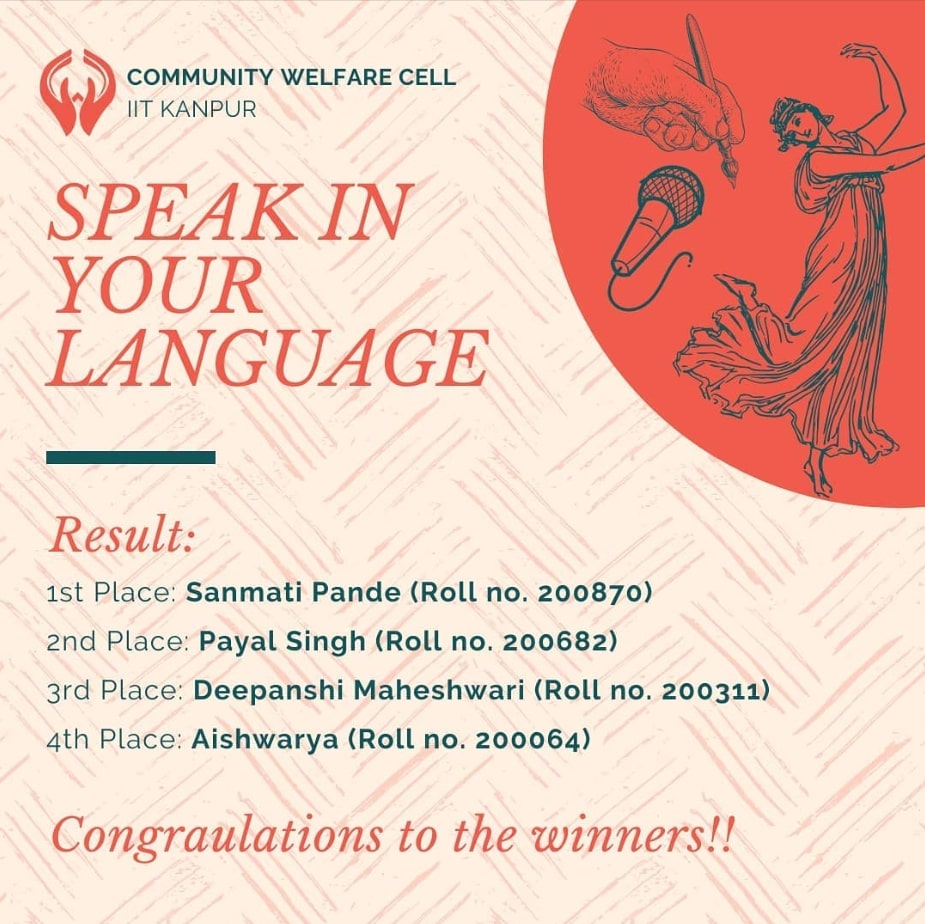 COMMUNITY WELFARE CELL
IIT KANPUR
SPEAK IN
YOUR
LANGUAGE
Result:
1st Place: Sanmati Pande (Roll no. 200870)
2nd Place: Payal Singh (Roll no. 200682)
3rd Place: Deepanshi Maheshwari (Roll no. 200311)
4th Place: Aishwarya (Roll no. 200064)
Congraulations to the winners!!